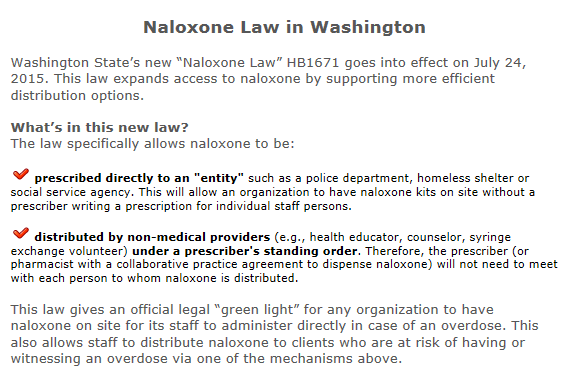 Naloxone Law in Washington
Washington State’s new “Naloxone Law” HB1671 goes into effect on July 24,
2015. This law expands access to naloxone by supporting more efficient
distribution options.
What’s in this new law?
The law specifically allows naloxone to be:
prescribed directly to an "entity" such as a police department, homeless shelter or
social service agency. This will allow an organization to have naloxone kits on site without a
prescriber writing a prescription for individual staff persons.
distributed by non-medical providers (e.g., health educator, counselor, syringe
exchange volunteer) under a prescriber's standing order. Therefore, the prescriber (or
pharmacist with a collaborative practice agreement to dispense naloxone) will not need to meet
with each person to whom naloxone is distributed.
This law gives an official legal “green light” for any organization to have
naloxone on site for its staff to administer directly in case of an overdose. This
also allows staff to distribute naloxone to clients who are at risk of having or
witnessing an overdose via one of the mechanisms above.